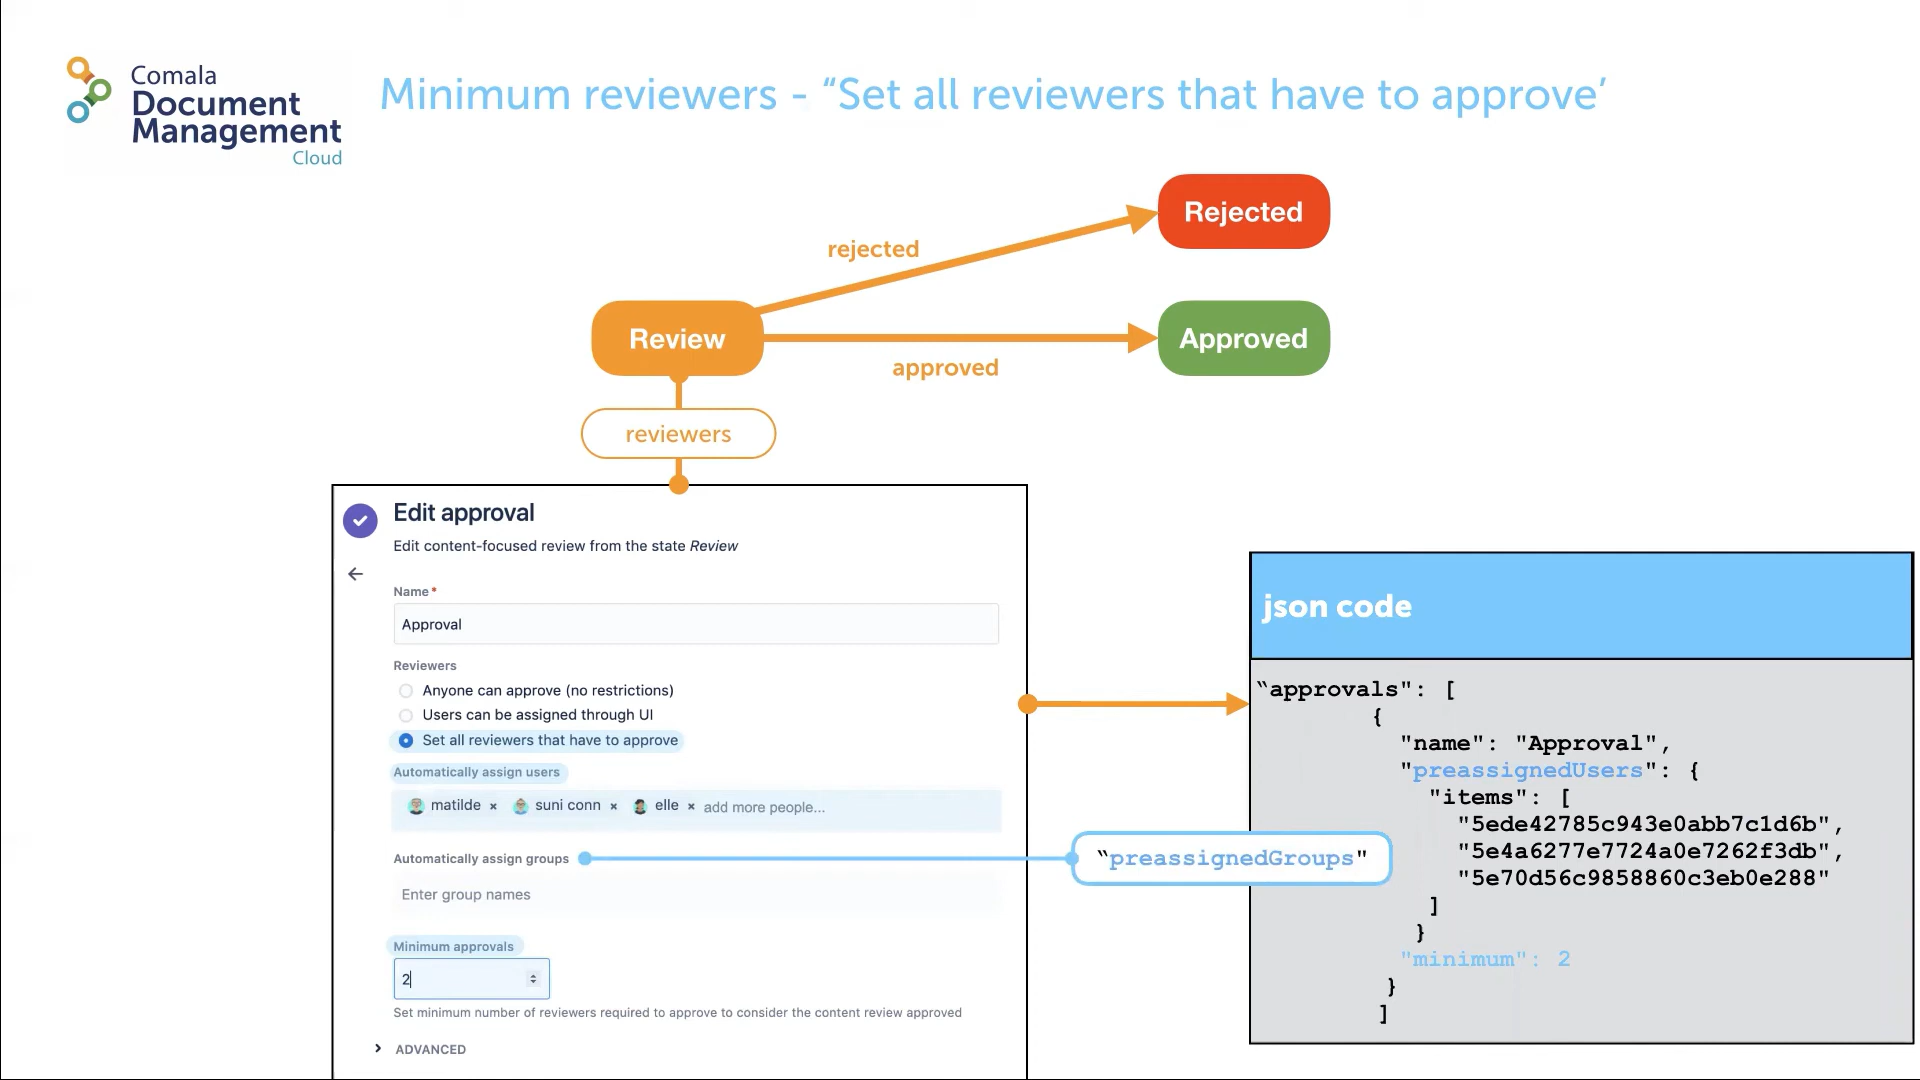 Comala
Document
Management
Cloud
Minimum reviewers - “Set all reviewers that have to approve’
Rejected
rejected
Review
Approved
approved
reviewers
Edit approval
Edit content-focused review from the state Review
Name *
Approval
Reviewers
Anyone can approve (no restrictions)
Users can be assigned through UI
Set all reviewers that have to approve
Automatically assign users
matilde × suni conn × elle × add more people...
Automatically assign groups
Enter group names
Minimum approvals
2
Set minimum number of reviewers required to approve to consider the content review approved
ADVANCED
“preassignedGroups"
json code
“approvals": [
{
"name": "Approval",
"preassignedUsers": {
"items": [
"5ede42785c943e0abb7c1d6b",
"5e4a6277e7724a0e7262f3db",
"5e70d56c9858860c3eb0e288"
]
}
"minimum": 2
}
]